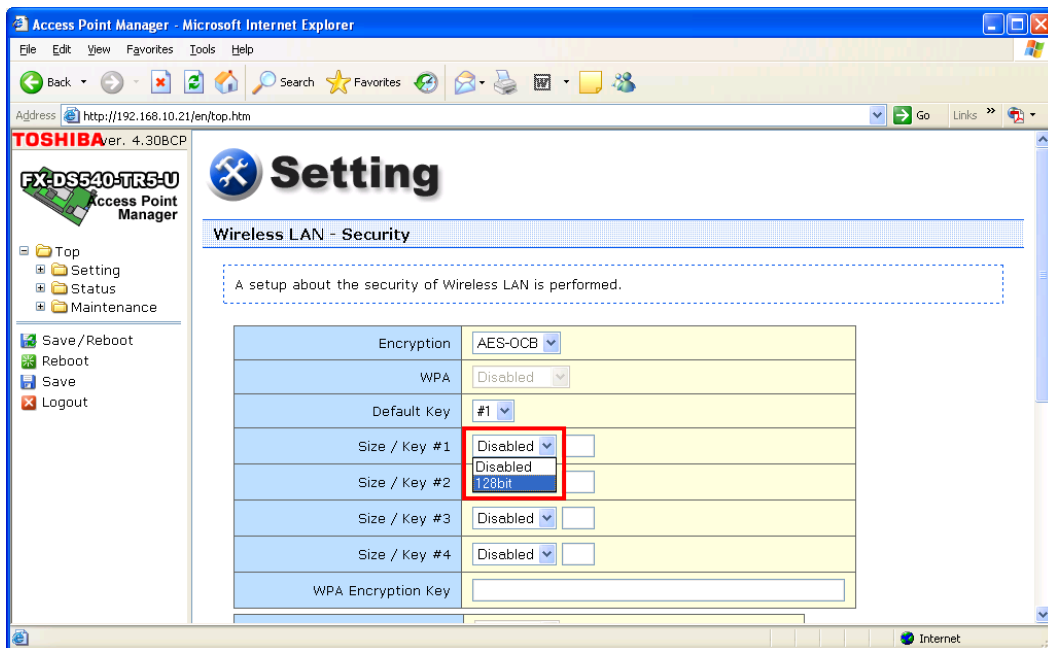 Access Point Manager - Microsoft Internet Explorer
File Edit View Favorites Tools Help
Back Search Favorites
Address http://192.168.10.21/en/top.htm Go Links »
TOSHIBA ver. 4.30BCP
FX-DS540-TR5-U
Access Point
Manager
Top
Setting
Status
Maintenance
Save/Reboot
Reboot
Save
Logout
Setting
Wireless LAN - Security
A setup about the security of Wireless LAN is performed.
Encryption AES-OCB
WPA Disabled
Default Key #1
Size / Key #1 Disabled
Disabled
128bit
Size / Key #2
Size / Key #3 Disabled
Size / Key #4 Disabled
WPA Encryption Key
Internet